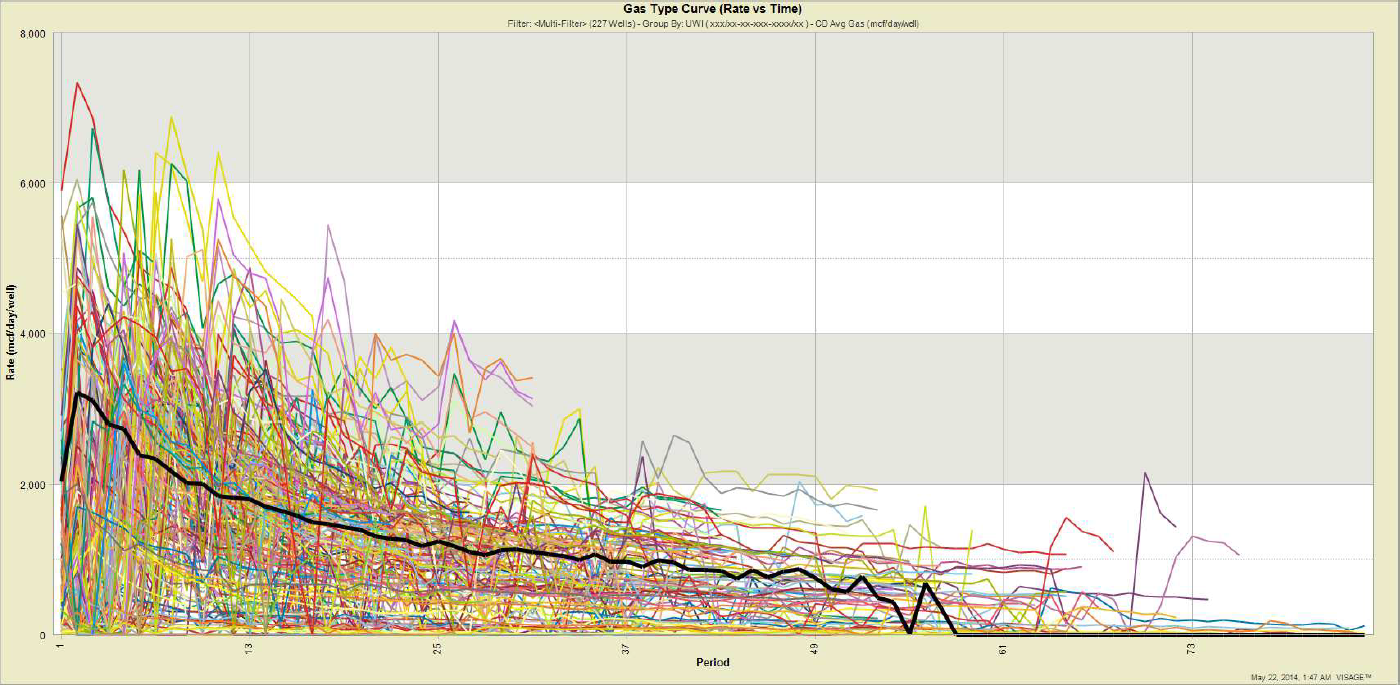 Gas Type Curve (Rate vs Time)
Filter: <Multi-Filter> (227 Wells) - Group By: UWI ( xxx/xx-xx-xxx-xxxx/xx ) - CD Avg Gas (mcf/day/well)
8,000
6,000
4,000
2,000
0
Rate (mcf/day/well)
1
13
25
37
49
61
73
Period
May 22, 2014, 1:47 AM VISAGE™